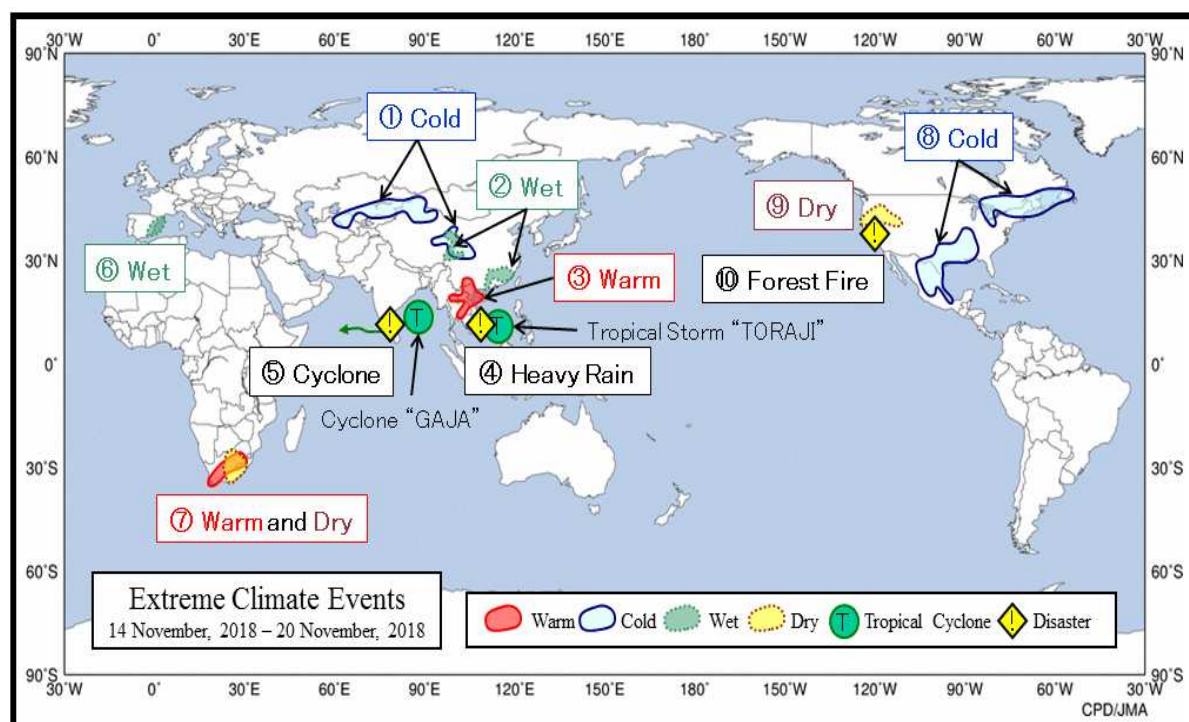 30°W 0° 30°E 60°E 90°E 120°E 150°E 180° 150°W 120°W 90°W 60°W 30°W
90°N 90°N
① Cold
⑧ Cold
60°N 60°N
② Wet
⑨ Dry
!
30°N 30°N
⑥ Wet
③ Warm
⑩ Forest Fire
! T ! T
Tropical Storm “TORAJI”
0° 0°
⑤ Cyclone
④ Heavy Rain
Cyclone “GAJA”
30°S 30°S
⑦ Warm and Dry
60°S 60°S
Extreme Climate Events
14 November, 2018 – 20 November, 2018
Warm Cold Wet Dry T Tropical Cyclone ! Disaster
90°S 90°S
30°W 0° 30°E 60°E 90°E 120°E 150°E 180° 150°W 120°W 90°W 60°W 30°W
CPD/JMA